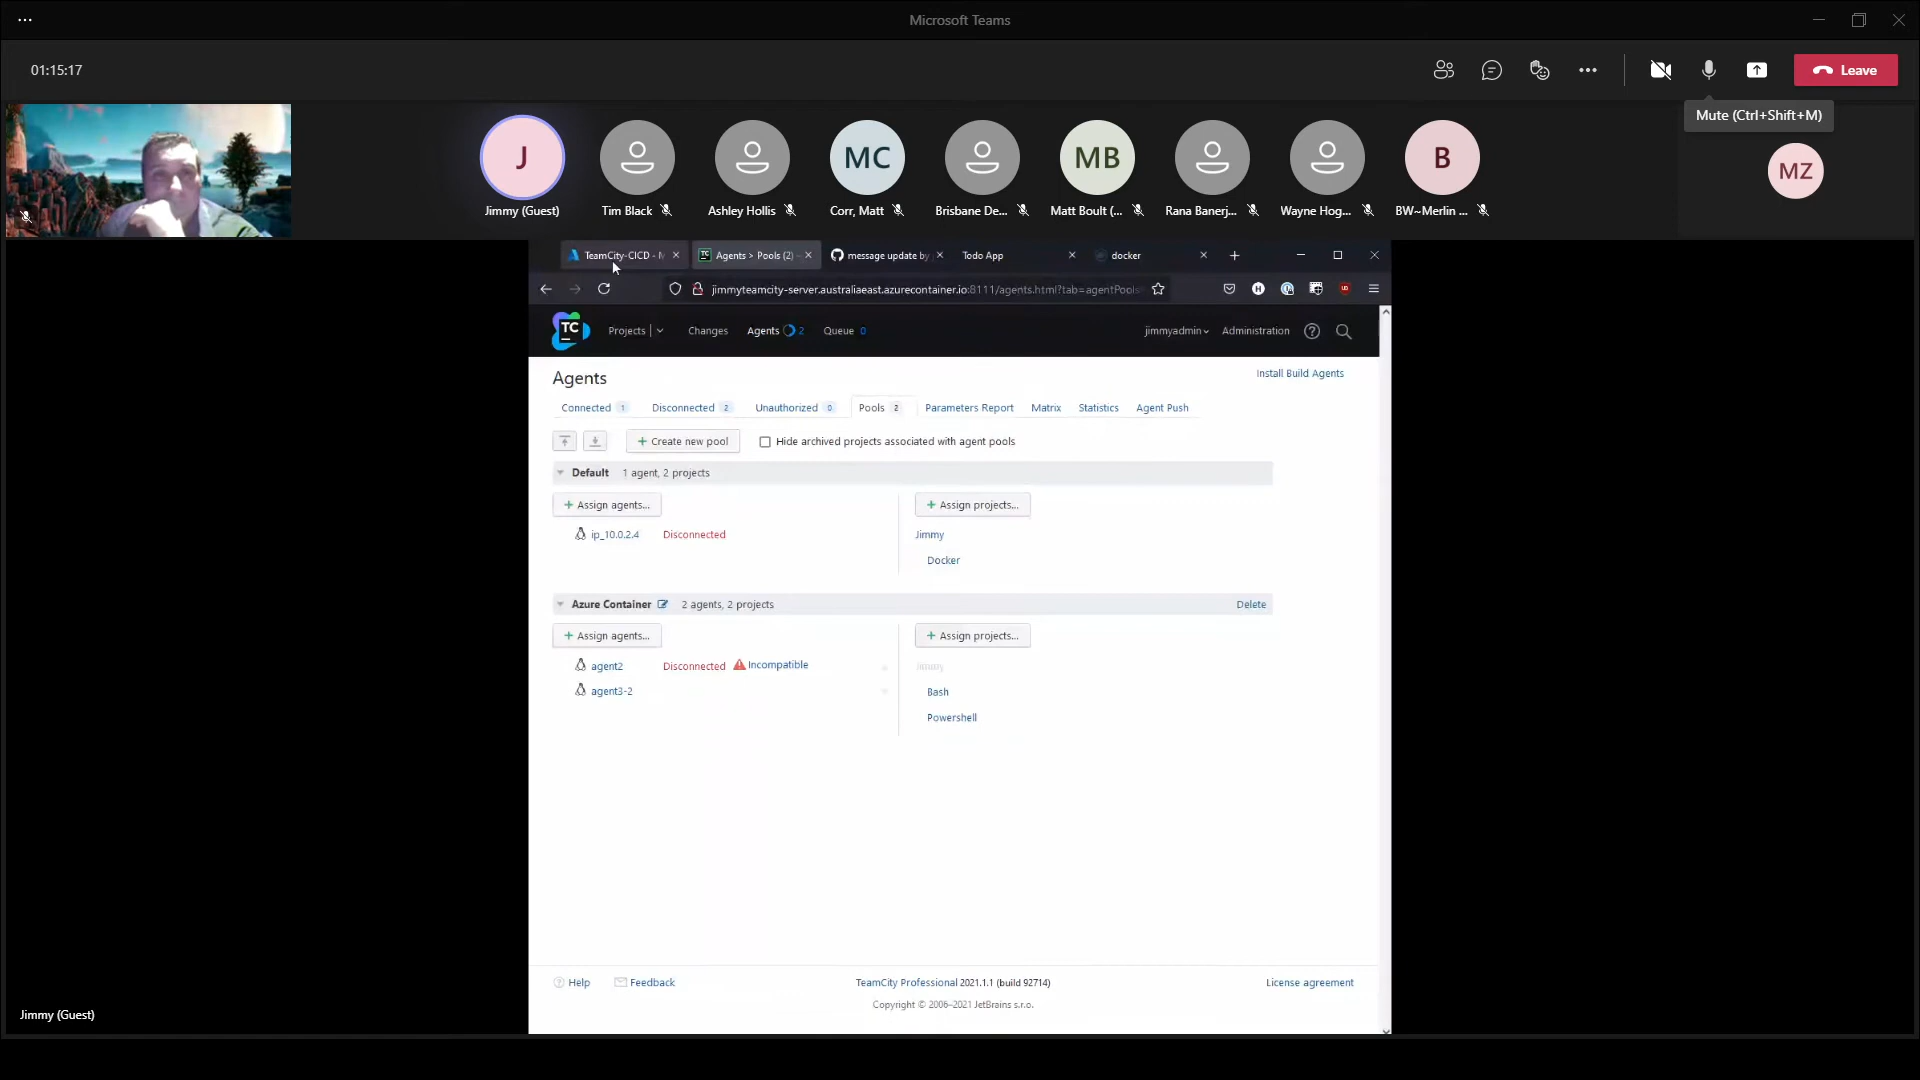 Microsoft Teams
01:15:17
Leave
Mute (Ctrl+Shift+M)
J
MC
MB
B
MZ
Jimmy (Guest)
Tim Black
Ashley Hollis
Corr, Matt
Brisbane De...
Matt Boult (...
Rana Banerj...
Wayne Hog...
BW~Merlin ...
TeamCity-CICD - M
TC
Agents > Pools (2)
message update by
Todo App
docker
jimmyteamcity-server.australiaeast.azurecontainer.io:8111/agents.html?tab=agentPools
TC
Projects
Changes
Agents 2
Queue 0
jimmyadmin
Administration
Agents
Install Build Agents
Connected 1
Disconnected 2
Unauthorized 0
Pools 2
Parameters Report
Matrix
Statistics
Agent Push
+ Create new pool
Hide archived projects associated with agent pools
Default 1 agent, 2 projects
+ Assign agents...
+ Assign projects...
ip_10.0.2.4 Disconnected
Jimmy
Docker
Azure Container 2 agents, 2 projects
Delete
+ Assign agents...
+ Assign projects...
agent2 Disconnected Incompatible
Jimmy
agent3-2
Bash
Powershell
Help
Feedback
TeamCity Professional 2021.1.1 (build 92714)
License agreement
Copyright © 2006–2021 JetBrains s.r.o.
Jimmy (Guest)